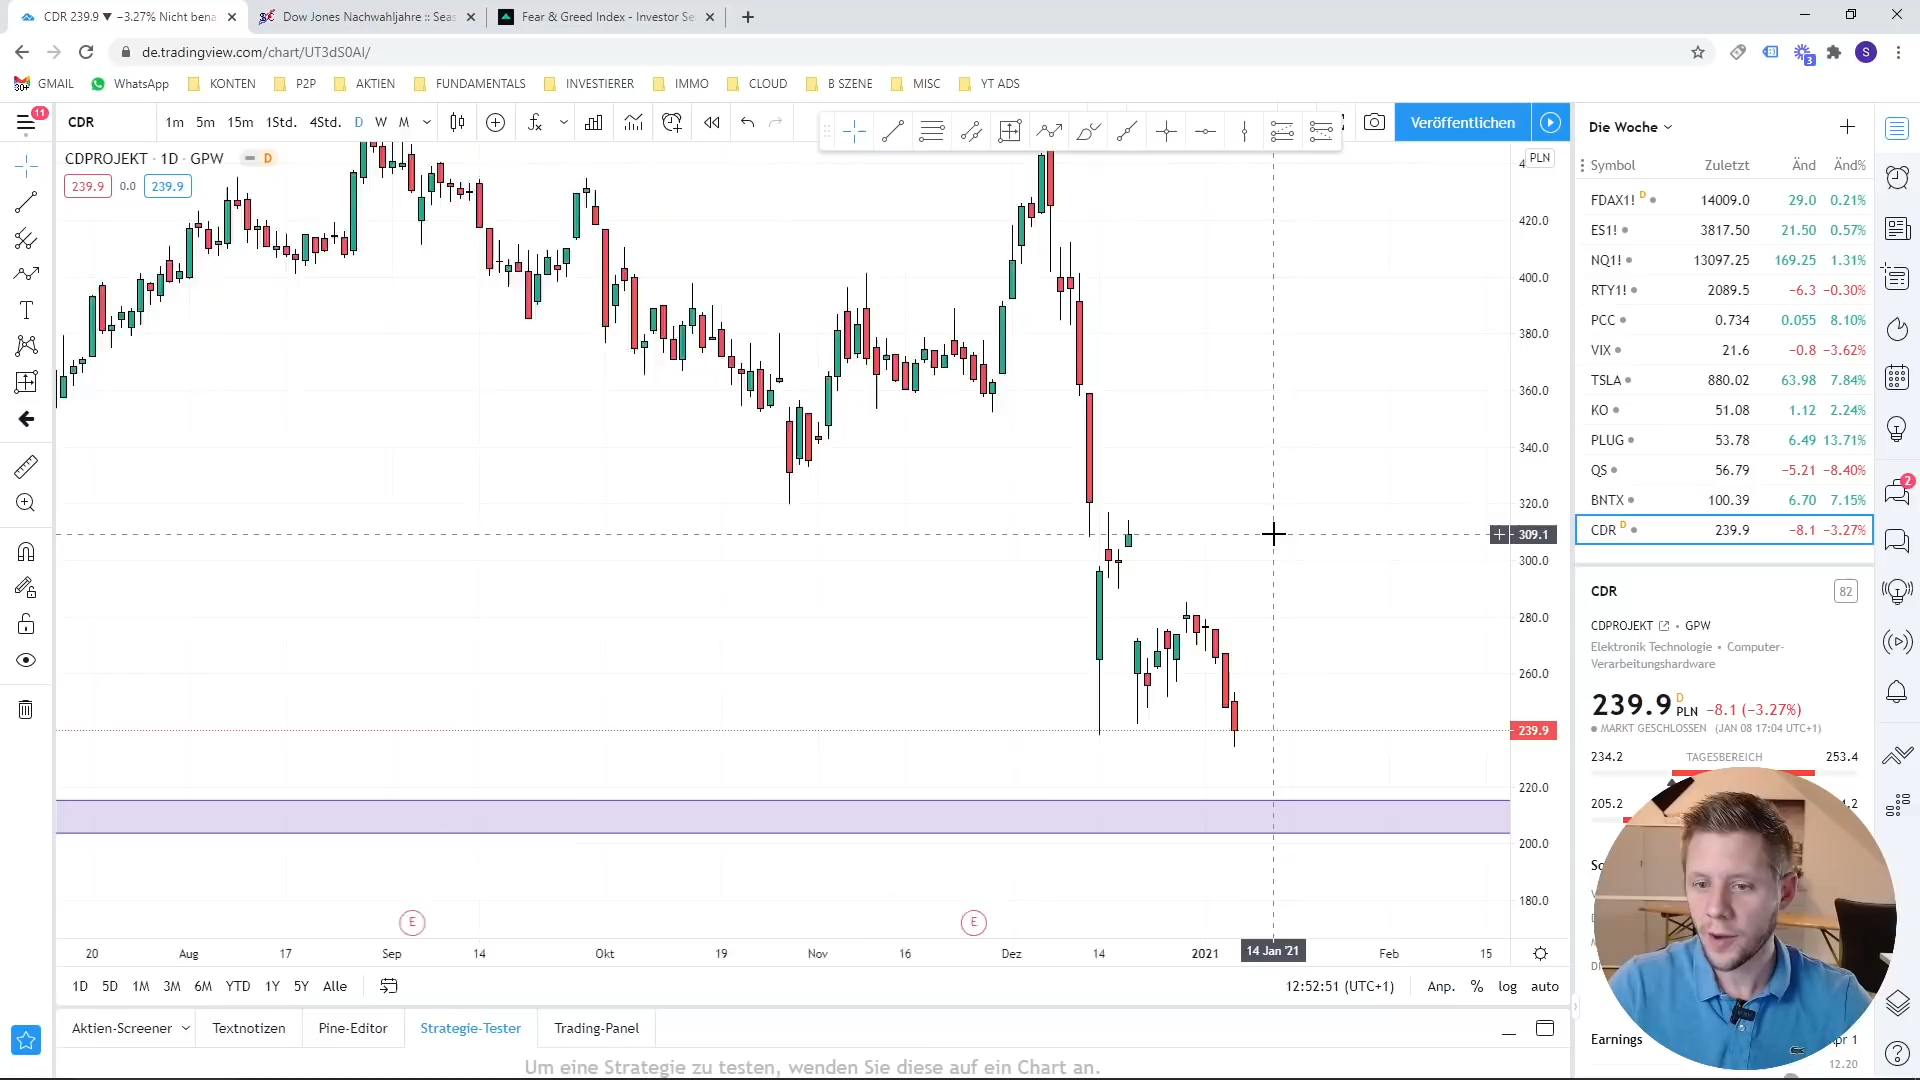 CDR 239.9 ▼ −3.27% Nicht bena
Dow Jones Nachwahljahre :: Seas
Fear & Greed Index - Investor Se
de.tradingview.com/chart/UT3dS0AI/
S
3
GMAIL
WhatsApp
KONTEN
P2P
AKTIEN
FUNDAMENTALS
INVESTIERER
IMMO
CLOUD
B SZENE
MISC
YT ADS
11
CDR
1m 5m 15m 1Std. 4Std. D W M
Veröffentlichen
CDPROJEKT · 1D · GPW
D
239.9 0.0 239.9
PLN
420.0
400.0
380.0
360.0
340.0
320.0
309.1
300.0
280.0
260.0
239.9
220.0
200.0
180.0
E
E
20 Aug 17 Sep 14 Okt 19 Nov 16 Dez 14 2021 14 Jan '21 Feb 15
1D 5D 1M 3M 6M YTD 1Y 5Y Alle
12:52:51 (UTC+1)
Anp. % log auto
Aktien-Screener
Textnotizen
Pine-Editor
Strategie-Tester
Trading-Panel
Um eine Strategie zu testen, wenden Sie diese auf ein Chart an.
Die Woche
Symbol Zuletzt Änd Änd%
FDAX1! D 14009.0 29.0 0.21%
ES1! 3817.50 21.50 0.57%
NQ1! 13097.25 169.25 1.31%
RTY1! 2089.5 −6.3 −0.30%
PCC 0.734 0.055 8.10%
VIX 21.6 −0.8 −3.62%
TSLA 880.02 63.98 7.84%
KO 51.08 1.12 2.24%
PLUG 53.78 6.49 13.71%
QS 56.79 −5.21 −8.40%
BNTX 100.39 6.70 7.15%
CDR D 239.9 −8.1 −3.27%
CDR
82
CDPROJEKT · GPW
Elektronik Technologie • Computer-
Verarbeitungshardware
239.9 D PLN −8.1 (−3.27%)
MARKT GESCHLOSSEN (JAN 08 17:04 UTC+1)
234.2 TAGESBEREICH 253.4
205.2
Earnings
12.20
2